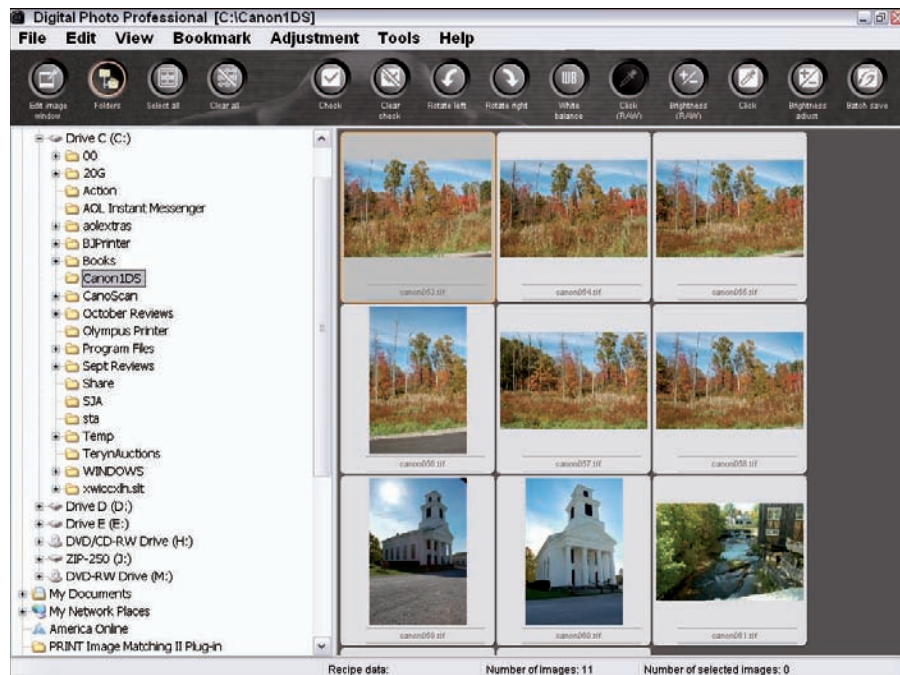 Digital Photo Professional [C:\Canon1DS]
File Edit View Bookmark Adjustment Tools Help
Edit image window
Folders
Select all
Clear all
Check
Clear check
Rotate left
Rotate right
White balance
Click (RAW)
Brightness (RAW)
Click
Brightness adjust
Batch save
WB
Drive C (C:)
00
20G
Action
AOL Instant Messenger
aolextras
BJPrinter
Books
Canon1DS
CanoScan
October Reviews
Olympus Printer
Program Files
Sept Reviews
Share
SJA
sta
Temp
TerynAuctions
WINDOWS
xwiccxlh.slt
Drive D (D:)
Drive E (E:)
DVD/CD-RW Drive (H:)
ZIP-250 (J:)
DVD-RW Drive (M:)
My Documents
My Network Places
America Online
PRINT Image Matching II Plug-in
canon053.tif
canon054.tif
canon055.tif
canon056.tif
canon057.tif
canon058.tif
canon059.tif
canon060.tif
canon061.tif
Recipe data:
Number of images: 11
Number of selected images: 0